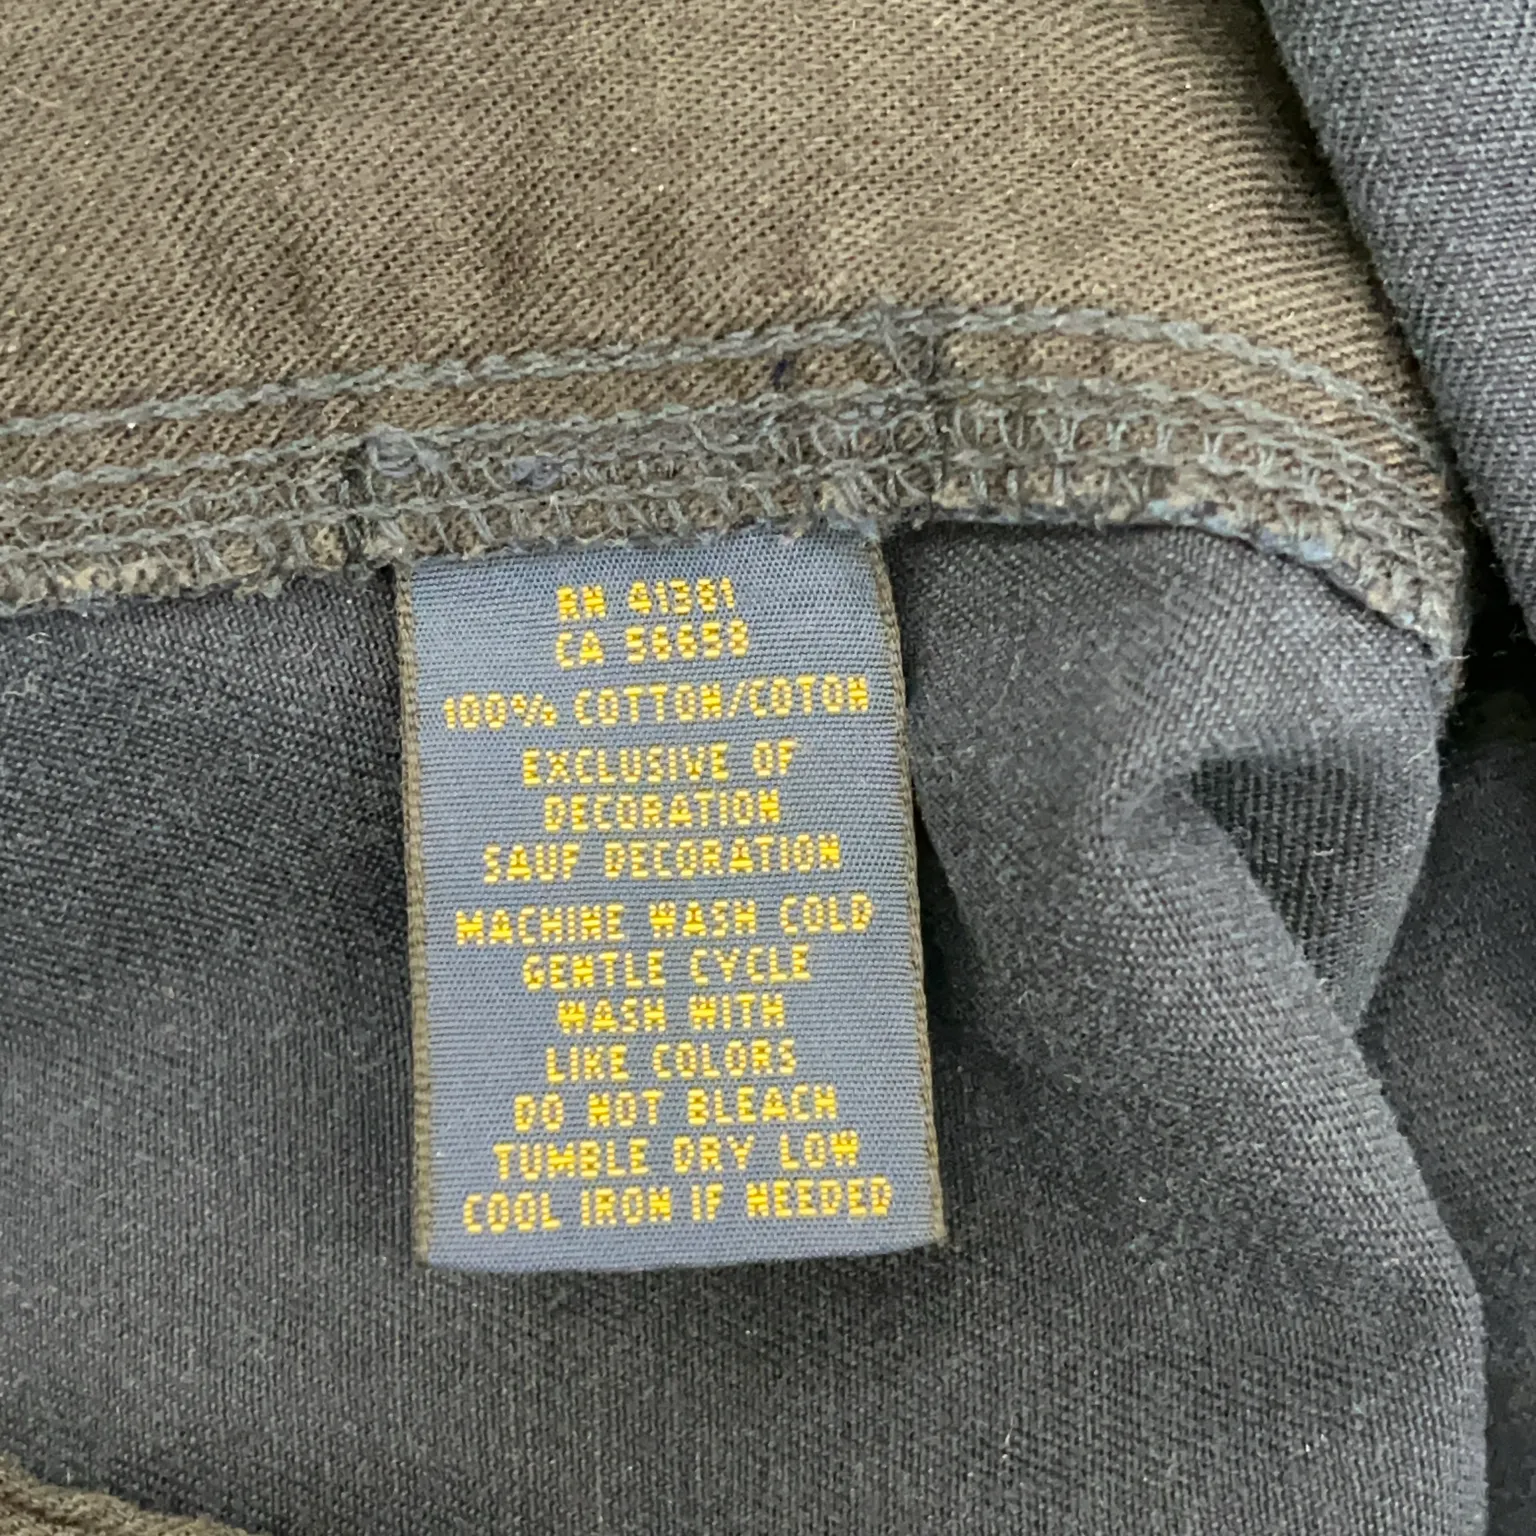 RN 41381
CA 56658
100% COTTON/COTON
EXCLUSIVE OF
DECORATION
SAUF DECORATION
MACHINE WASH COLD
GENTLE CYCLE
WASH WITH
LIKE COLORS
DO NOT BLEACH
TUMBLE DRY LOW
COOL IRON IF NEEDED